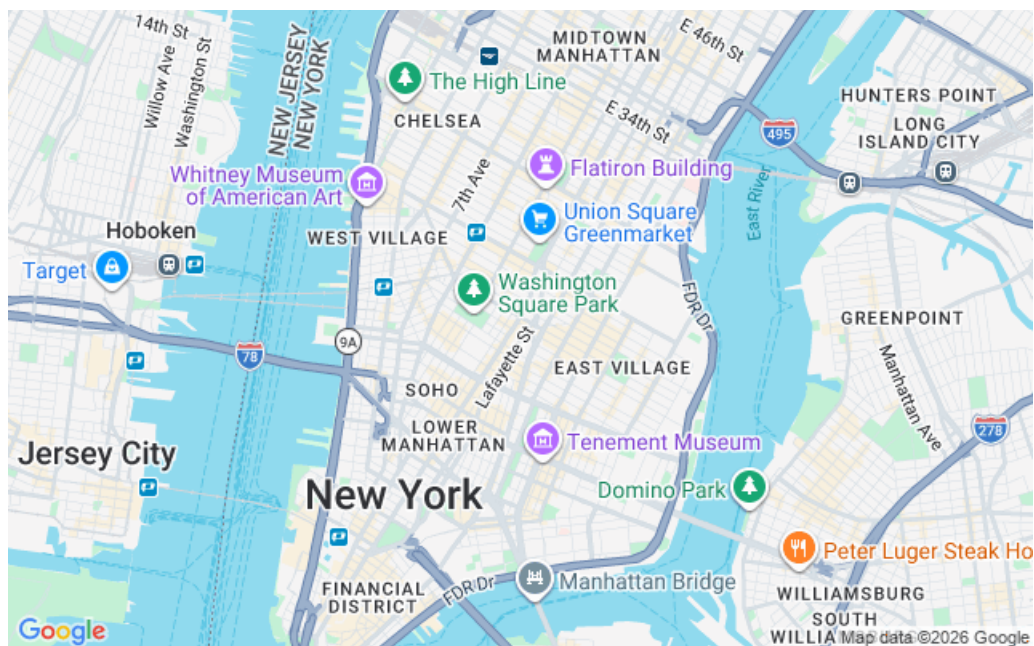 14th St
Willow Ave
Washington St
NEW JERSEY
NEW YORK
MIDTOWN
MANHATTAN
E 46th St
The High Line
CHELSEA
E 34th St
495
HUNTERS POINT
LONG
ISLAND CITY
Whitney Museum
of American Art
7th Ave
Flatiron Building
East River
Hoboken
WEST VILLAGE
Union Square
Greenmarket
Target
Washington
Square Park
FDR Dr
GREENPOINT
78
9A
Lafayette St
EAST VILLAGE
Manhattan Ave
SOHO
LOWER
MANHATTAN
278
Jersey City
Tenement Museum
New York
Domino Park
Peter Luger Steak Ho
FINANCIAL
DISTRICT
FDR Dr
Manhattan Bridge
WILLIAMSBURG
SOUTH
WILLIA
Google
Map data ©2026 Google